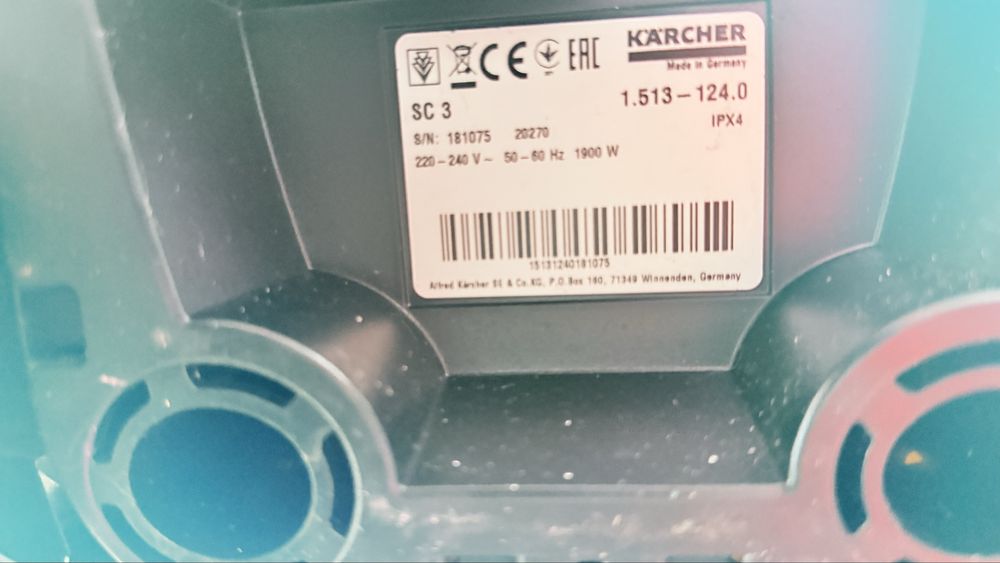 EAC
KÄRCHER
Made in Germany
SC 3
1.513-124.0
IPX4
S/N: 181075 20270
220-240 V~ 50-60 Hz 1900 W
15131240181075
Alfred Kärcher SE & Co.KG, P.O.Box 160, 71349 Winnenden, Germany